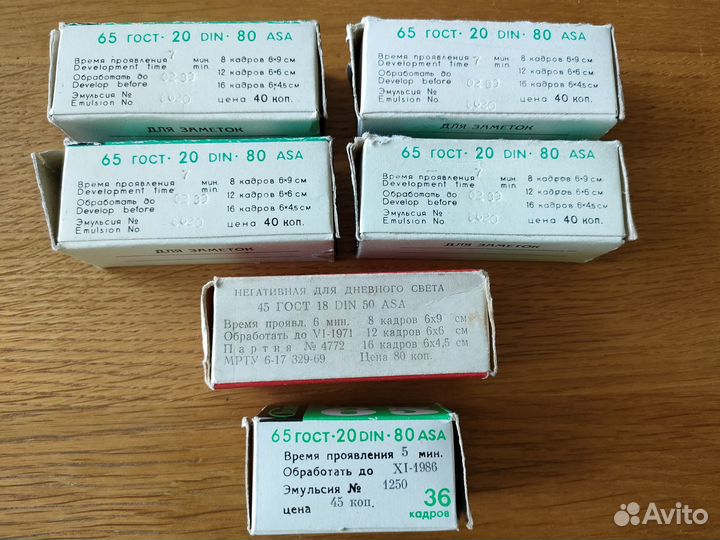 65 ГОСТ · 20 DIN · 80 ASA
Время проявления 7 мин. 8 кадров 6×9 см
Development time min. 12 кадров 6×6 см
Обработать до 02.89
Develop before 16 кадров 6×4,5 см
Эмульсия №
Emulsion No. цена 40 коп.
ДЛЯ ЗАМЕТОК
65 ГОСТ · 20 DIN · 80 ASA
Время проявления 7 мин. 8 кадров 6×9 см
Development time min. 12 кадров 6×6 см
Обработать до
Develop before 16 кадров 6×4,5 см
Эмульсия №
Emulsion No. цена 40 коп.
ДЛЯ ЗАМЕТОК
65 ГОСТ · 20 DIN · 80 ASA
Время проявления 7 мин. 8 кадров 6×9 см
Development time min. 12 кадров 6×6 см
Обработать до 02.89
Develop before 16 кадров 6×4,5 см
Эмульсия №
Emulsion No. цена 40 коп.
ДЛЯ ЗАМЕТОК
65 ГОСТ · 20 DIN · 80 ASA
Время проявления 7 мин. 8 кадров 6×9 см
Development time min. 12 кадров 6×6 см
Обработать до 02.89
Develop before 16 кадров 6×4,5 см
Эмульсия №
Emulsion No. цена 40 коп.
ДЛЯ ЗАМЕТОК
НЕГАТИВНАЯ ДЛЯ ДНЕВНОГО СВЕТА
45 ГОСТ 18 DIN 50 ASA
Время проявл. 6 мин. 8 кадров 6х9 см
Обработать до VI-1971 12 кадров 6х6 см
Партия № 4772 16 кадров 6х4,5 см
МРТУ 6-17 329-69 Цена 80 коп.
65 ГОСТ · 20 DIN · 80 ASA
Время проявления 5 мин.
Обработать до XI-1986
Эмульсия № 1250
цена 45 коп.
36
кадров
Avito